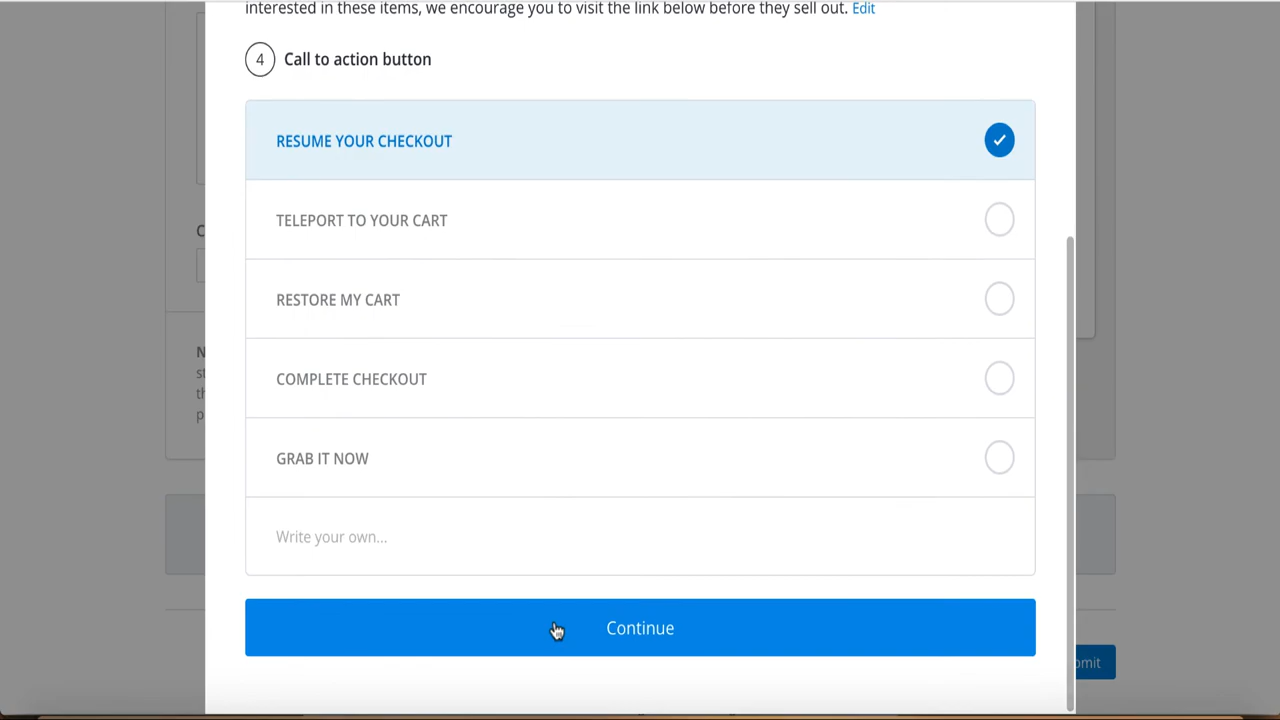 interested in these items, we encourage you to visit the link below before they sell out. Edit
4 Call to action button
RESUME YOUR CHECKOUT
TELEPORT TO YOUR CART
RESTORE MY CART
COMPLETE CHECKOUT
GRAB IT NOW
Write your own...
Continue